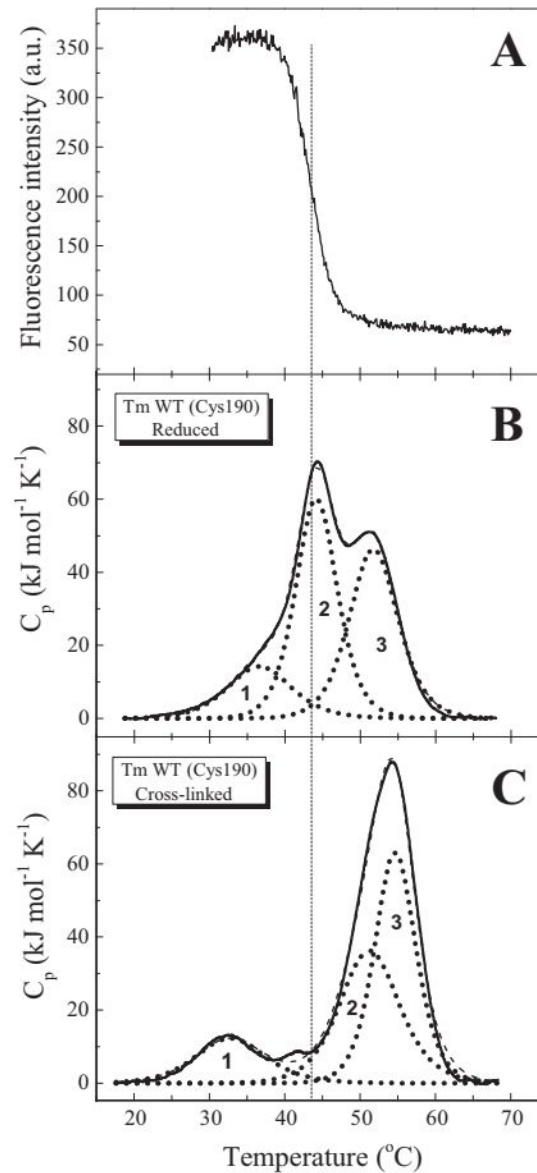 A
Fluorescence intensity (a.u.)
350
300
250
200
150
100
50
B
Tm WT (Cys190)
Reduced
C_p (kJ mol⁻¹ K⁻¹)
80
60
40
20
0
1
2
3
C
Tm WT (Cys190)
Cross-linked
C_p (kJ mol⁻¹ K⁻¹)
80
60
40
20
0
1
2
3
20 30 40 50 60 70
Temperature (°C)